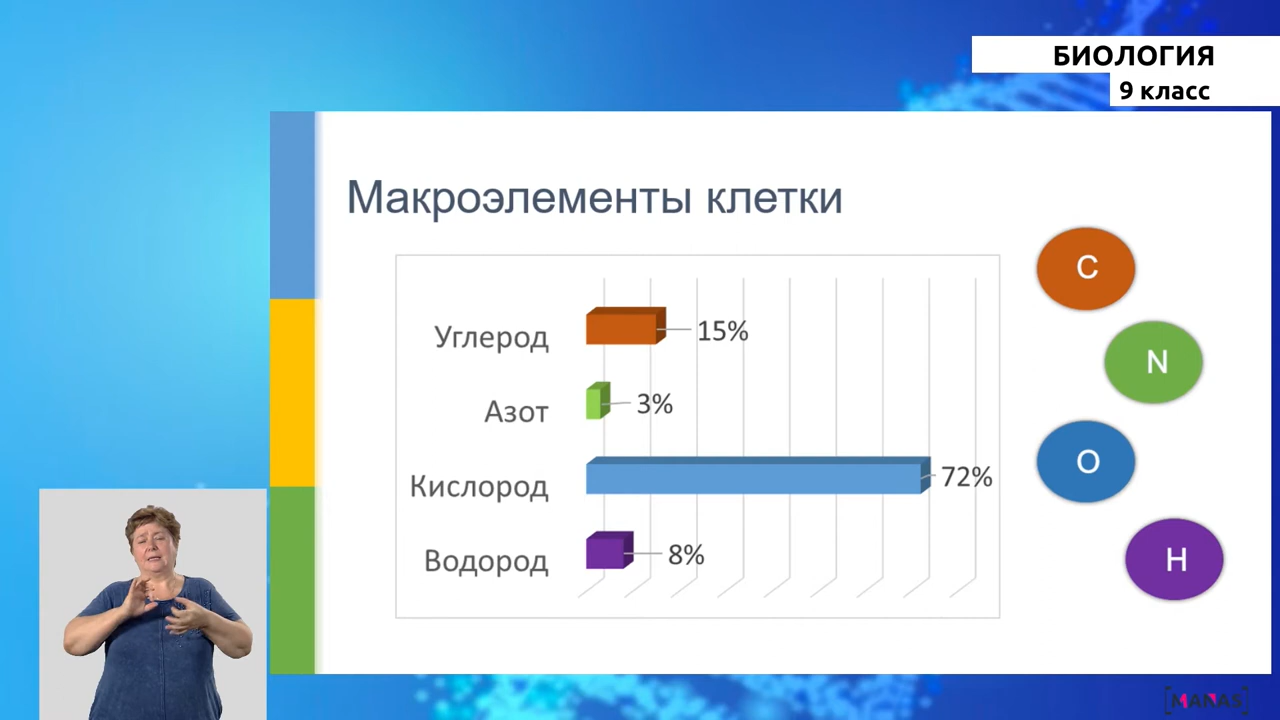 БИОЛОГИЯ
9 класс
Макроэлементы клетки
Углерод
15%
Азот
3%
Кислород
72%
Водород
8%
C
N
O
H
MANAS